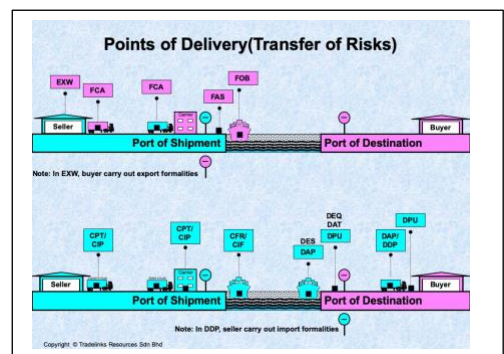 Points of Delivery(Transfer of Risks)
EXW
FCA
FCA
FAS
FOB
Carrier
Seller
Buyer
Port of Shipment
Port of Destination
Note: In EXW, buyer carry out export formalities
CPT/
CIP
CPT/
CIP
CFR/
CIF
DES
DAP
DEQ
DAT
DPU
DAP/
DDP
DPU
Carrier
Seller
Buyer
Port of Shipment
Port of Destination
Note: In DDP, seller carry out import formalities
Copyright © Tradelinks Resources Sdn Bhd